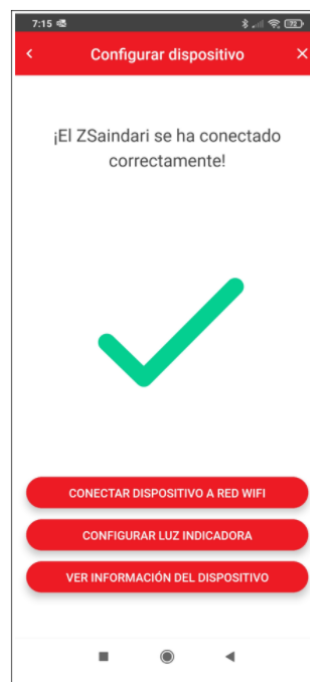 7:15
Configurar dispositivo
¡El ZSaindari se ha conectado
correctamente!
CONECTAR DISPOSITIVO A RED WIFI
CONFIGURAR LUZ INDICADORA
VER INFORMACIÓN DEL DISPOSITIVO